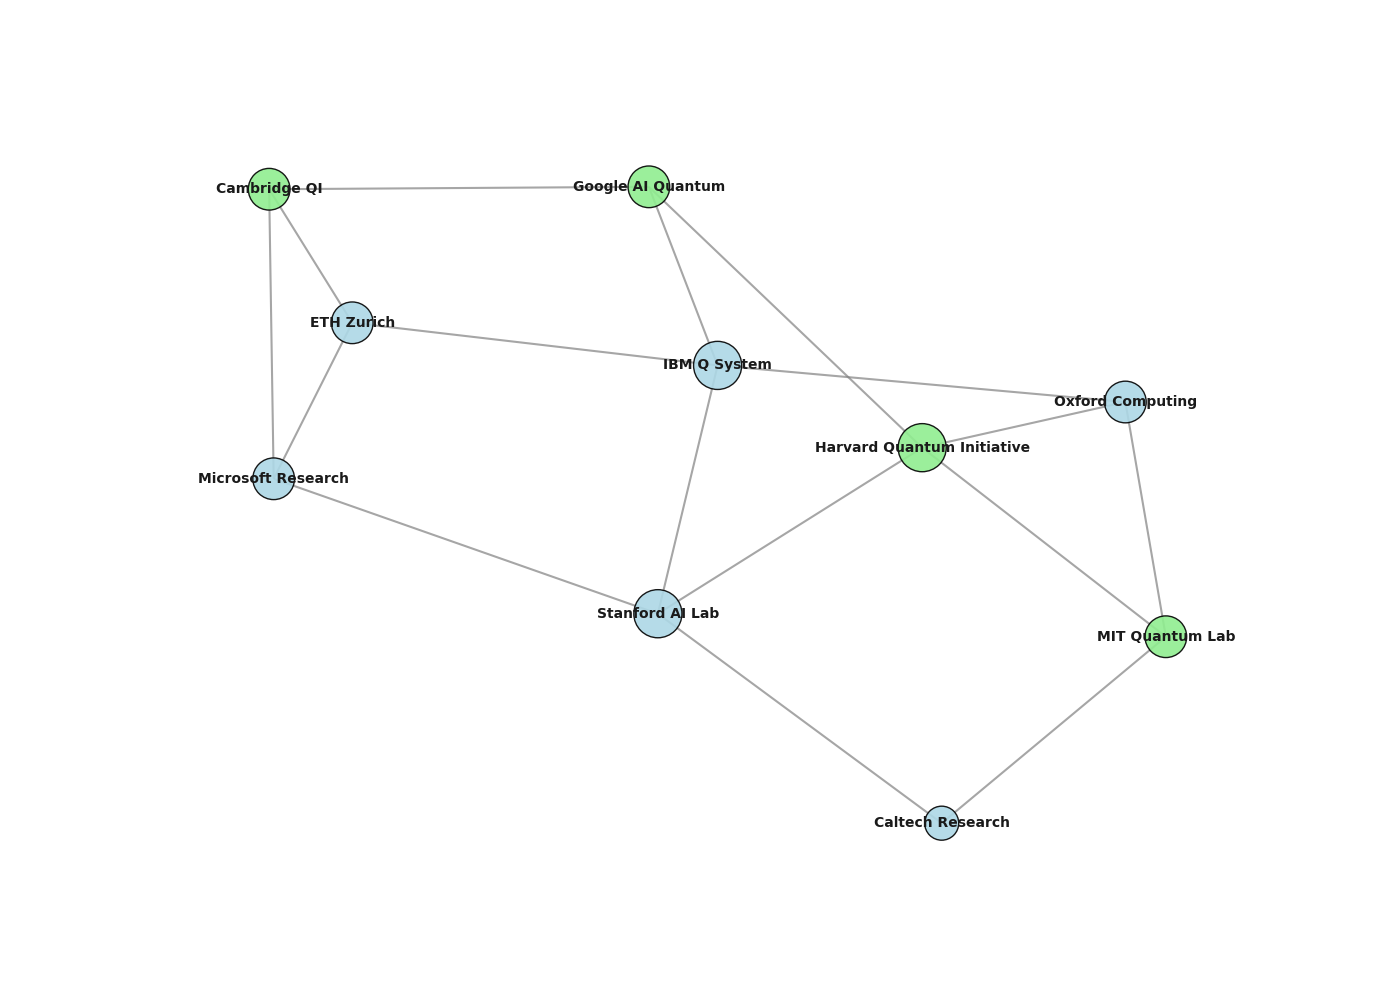 Cambridge QI
Google AI Quantum
ETH Zurich
IBM Q System
Oxford Computing
Harvard Quantum Initiative
Microsoft Research
Stanford AI Lab
MIT Quantum Lab
Caltech Research